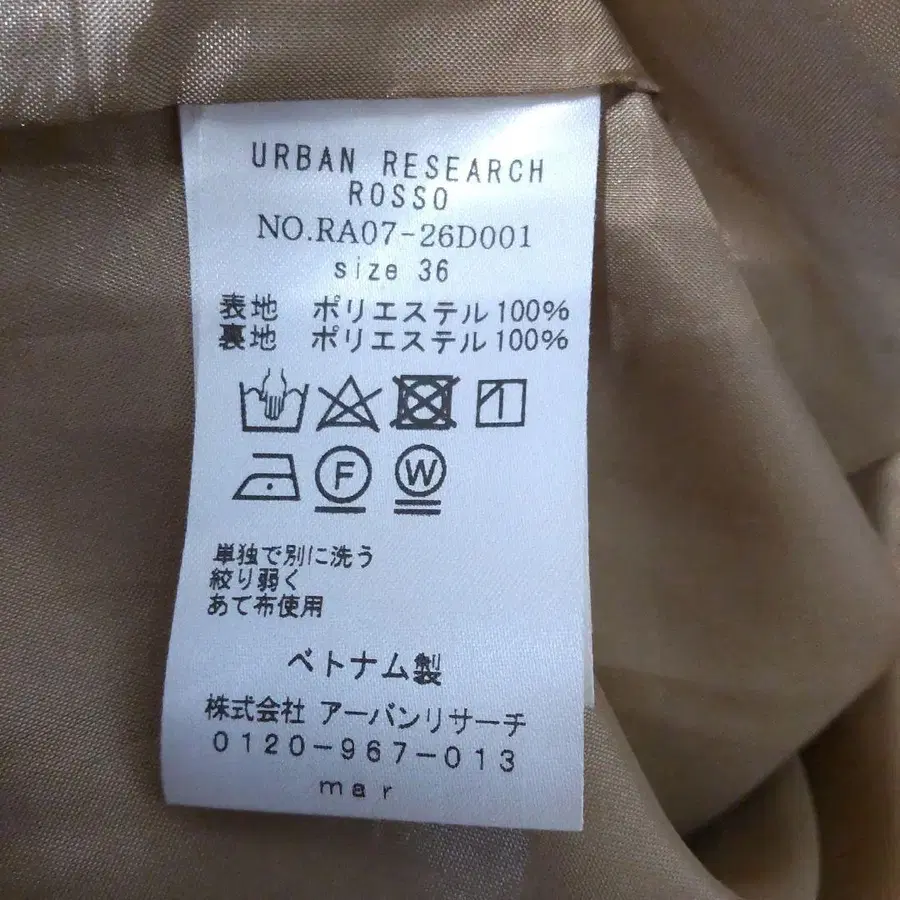 URBAN RESEARCH
ROSSO
NO.RA07-26D001
size 36
表地 ポリエステル100%
裏地 ポリエステル100%
F W
単独で別に洗う
絞り弱く
あて布使用
ベトナム製
株式会社 アーバンリサーチ
0120-967-013
mar